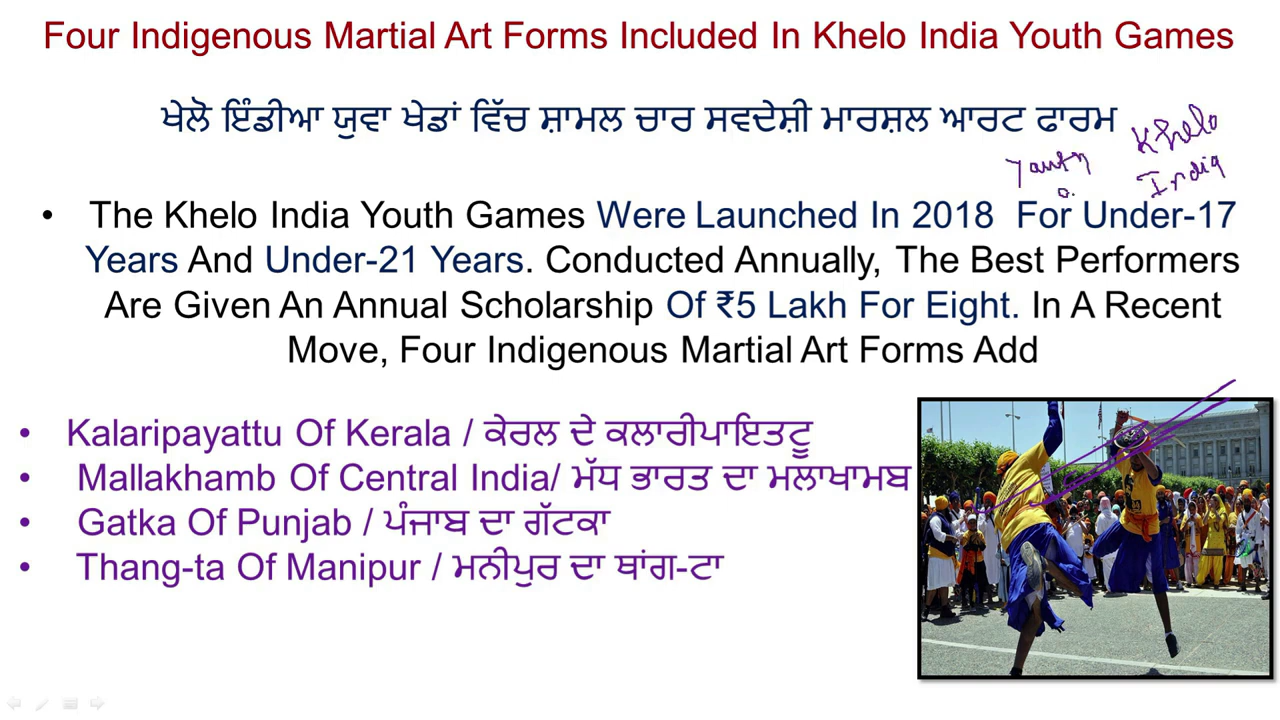 Four Indigenous Martial Art Forms Included In Khelo India Youth Games
ਖੇਲੋ ਇੰਡੀਆ ਯੁਵਾ ਖੇਡਾਂ ਵਿੱਚ ਸ਼ਾਮਲ ਚਾਰ ਸਵਦੇਸ਼ੀ ਮਾਰਸ਼ਲ ਆਰਟ ਫਾਰਮ
Khelo
India
• The Khelo India Youth Games Were Launched In 2018 For Under-17
Years And Under-21 Years. Conducted Annually, The Best Performers
Are Given An Annual Scholarship Of ₹5 Lakh For Eight. In A Recent
Move, Four Indigenous Martial Art Forms Add
• Kalaripayattu Of Kerala / ਕੇਰਲ ਦੇ ਕਲਾਰੀਪਾਇਤਟੂ
• Mallakhamb Of Central India/ ਮੱਧ ਭਾਰਤ ਦਾ ਮਲਾਖਾਮਬ
• Gatka Of Punjab / ਪੰਜਾਬ ਦਾ ਗੱਟਕਾ
• Thang-ta Of Manipur / ਮਨੀਪੁਰ ਦਾ ਥਾਂਗ-ਟਾ